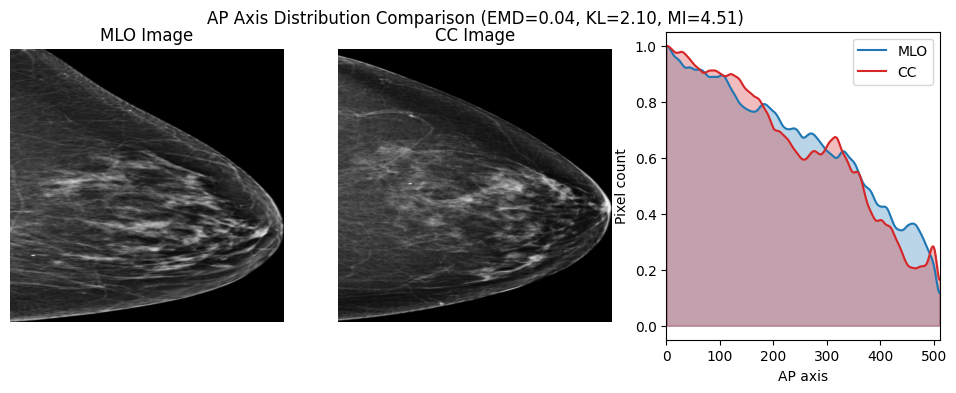 AP Axis Distribution Comparison (EMD=0.04, KL=2.10, MI=4.51)
MLO Image
CC Image
MLO
CC
Pixel count
1.0
0.8
0.6
0.4
0.2
0.0
0 100 200 300 400 500
AP axis